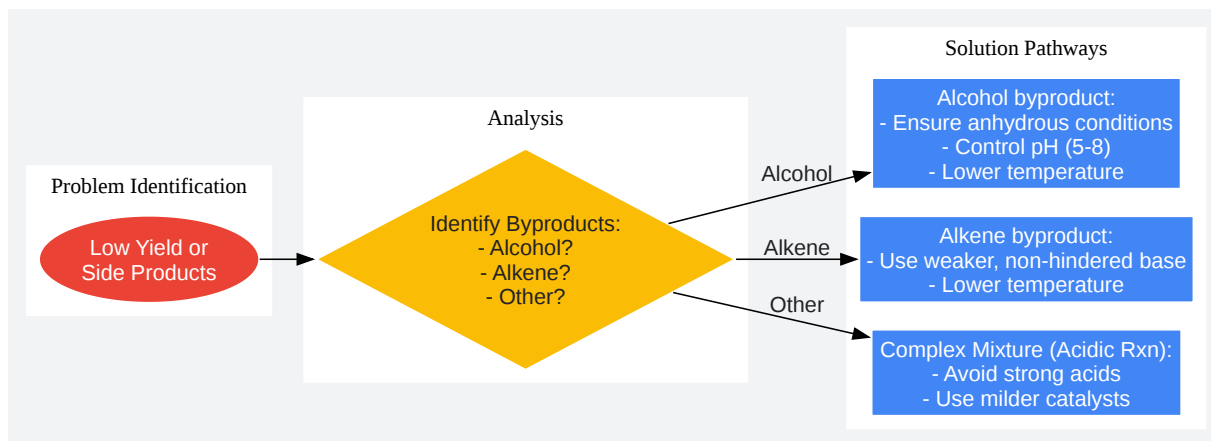 Problem Identification
Low Yield or
Side Products
Analysis
Identify Byproducts:
- Alcohol?
- Alkene?
- Other?
Alcohol
Alkene
Other
Solution Pathways
Alcohol byproduct:
- Ensure anhydrous conditions
- Control pH (5-8)
- Lower temperature
Alkene byproduct:
- Use weaker, non-hindered base
- Lower temperature
Complex Mixture (Acidic Rxn):
- Avoid strong acids
- Use milder catalysts